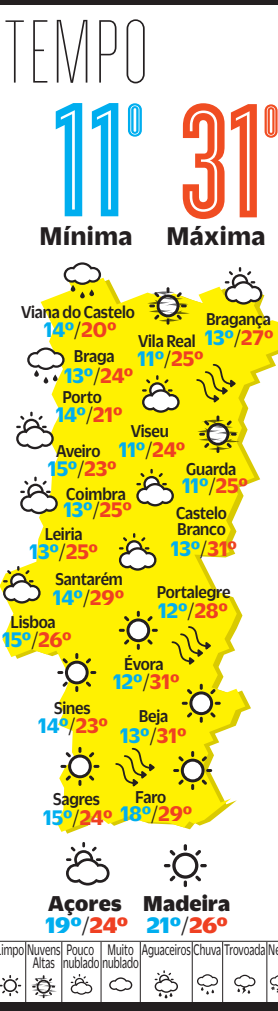 TEMPO
11º 31º
Mínima Máxima
Viana do Castelo
14º/20º
Bragança
13º/27º
Vila Real
11º/25º
Braga
13º/24º
Porto
14º/21º
Viseu
11º/24º
Aveiro
15º/23º
Guarda
11º/25º
Coimbra
13º/25º
Castelo
Branco
13º/31º
Leiria
13º/25º
Santarém
14º/29º
Portalegre
12º/28º
Lisboa
15º/26º
Évora
12º/31º
Sines
14º/23º
Beja
13º/31º
Sagres
15º/24º
Faro
18º/29º
Açores
19º/24º
Madeira
21º/26º
Limpo
Nuvens
Altas
Pouco
nublado
Muito
nublado
Aguaceiros
Chuva
Trovoada